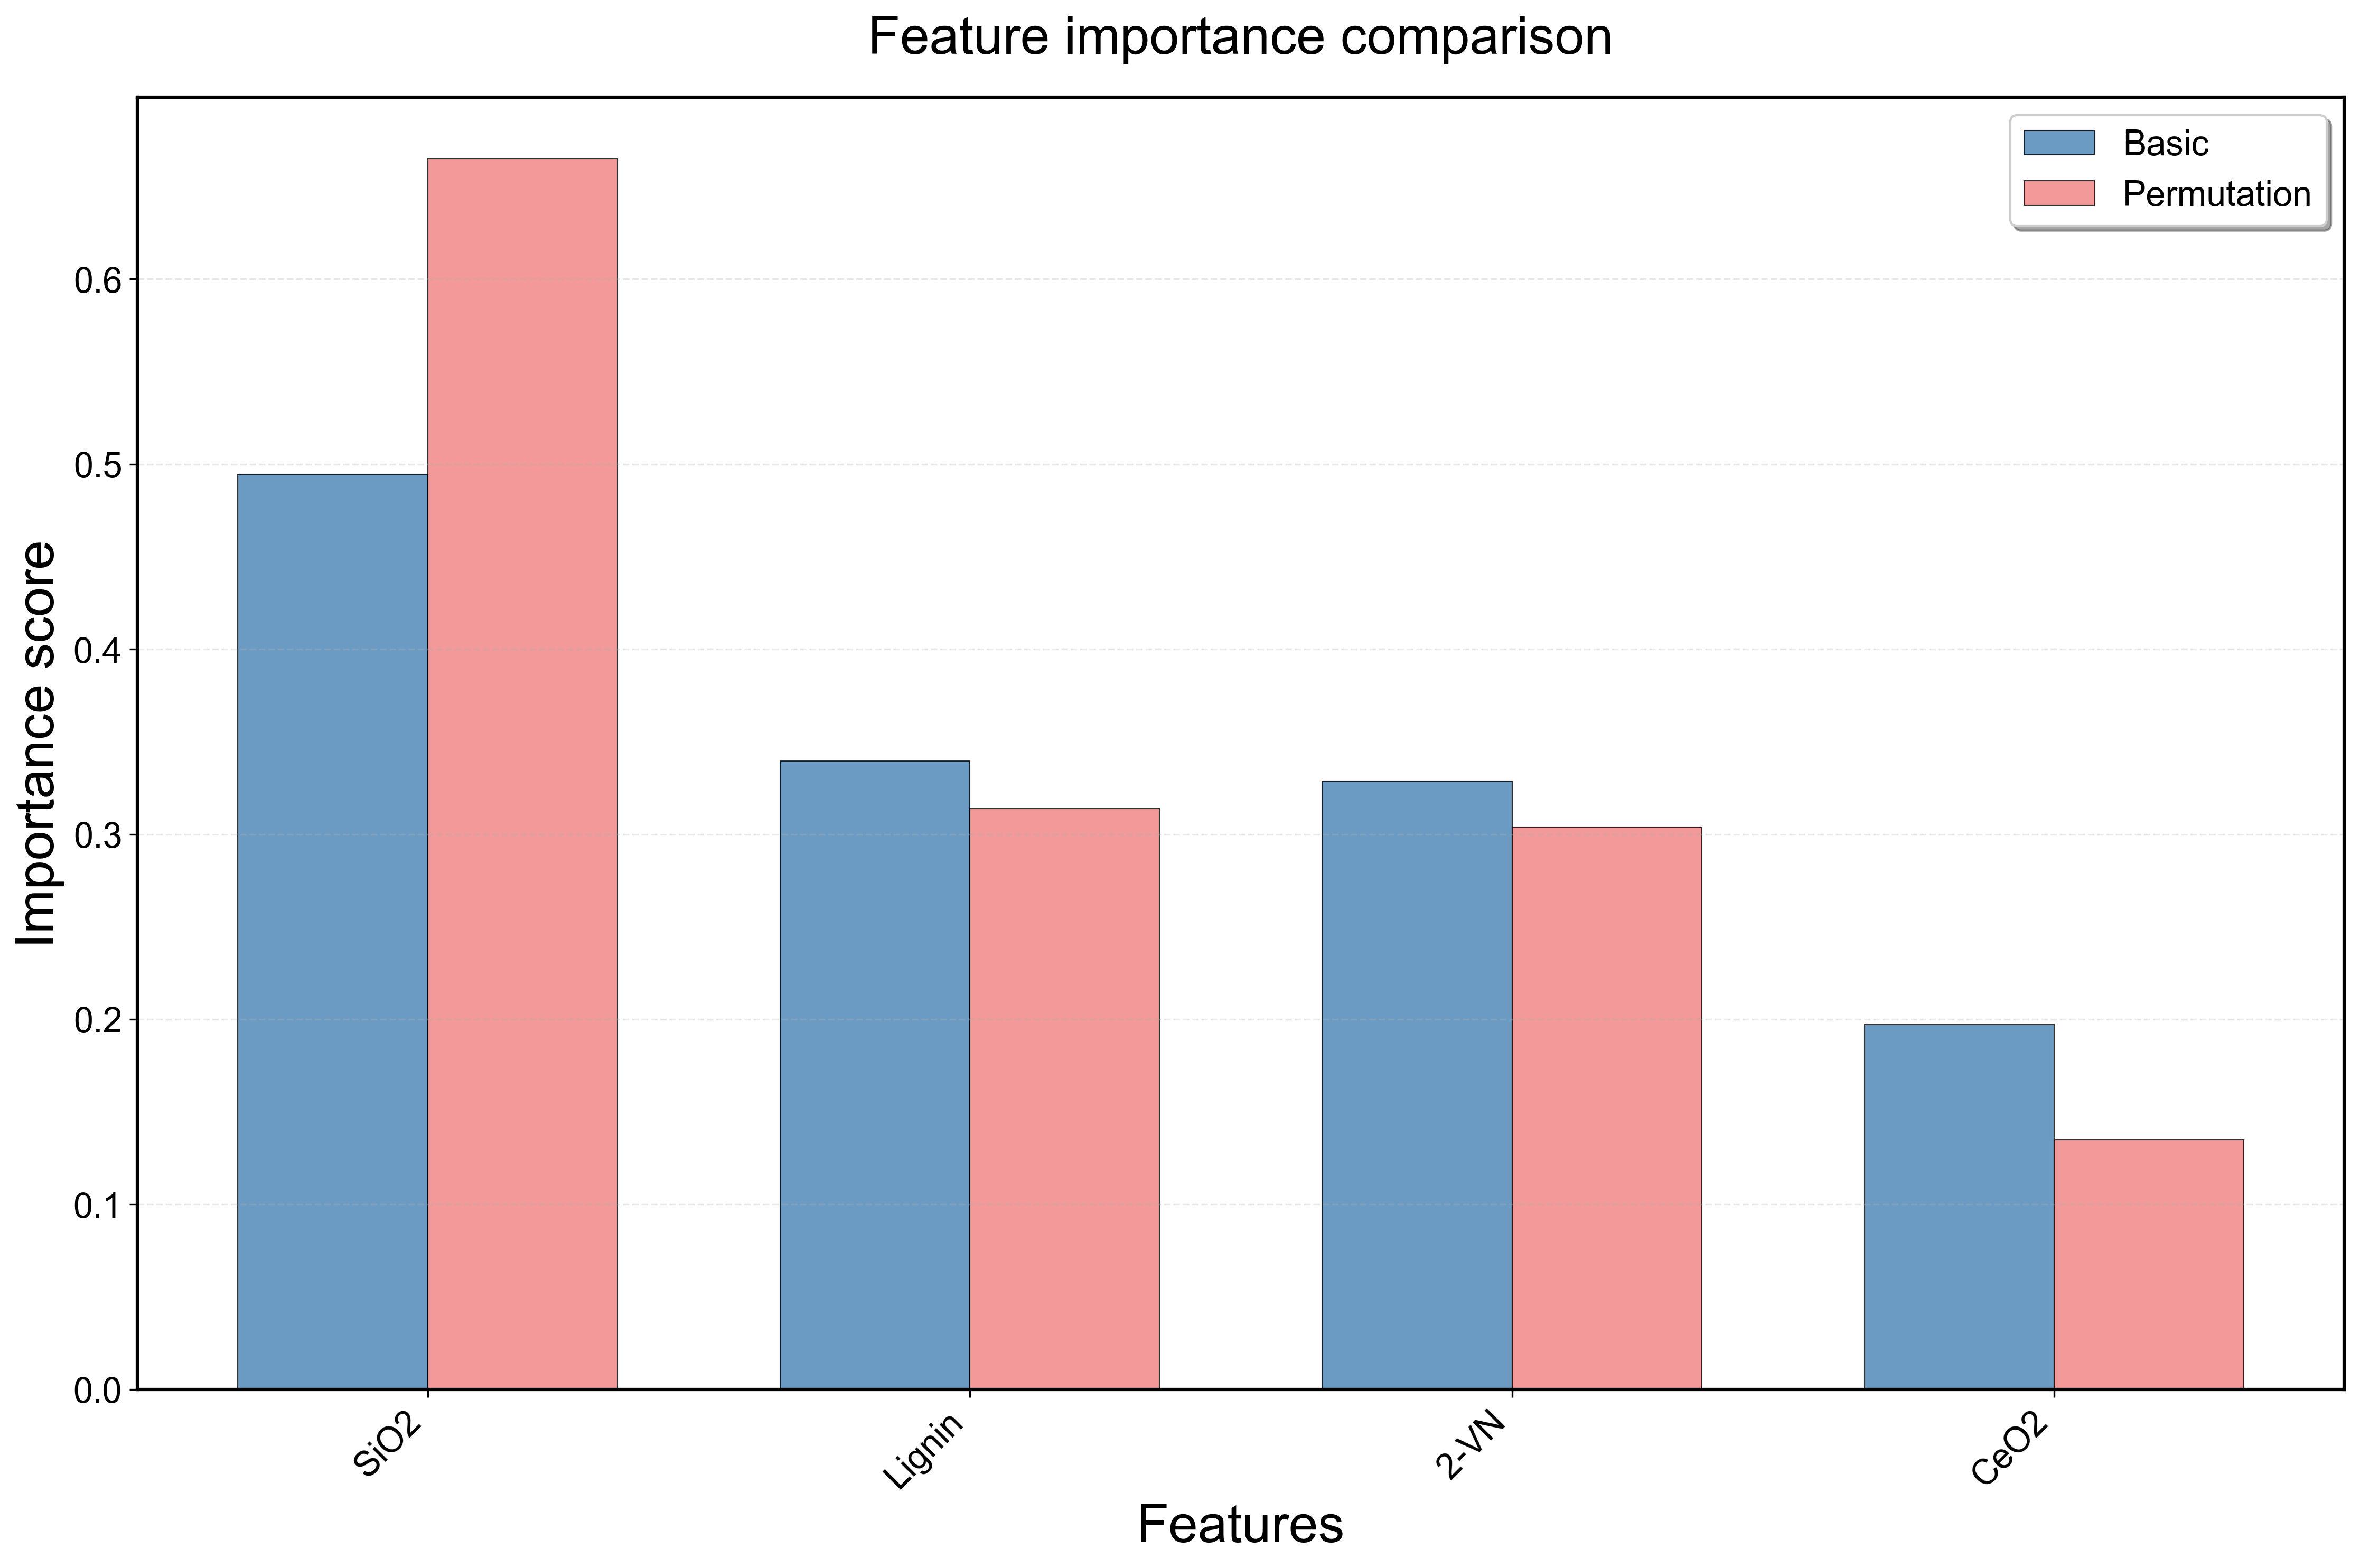 Feature importance comparison
Basic
Permutation
Importance score
0.6
0.5
0.4
0.3
0.2
0.1
0.0
SiO2
Lignin
2-VN
CeO2
Features